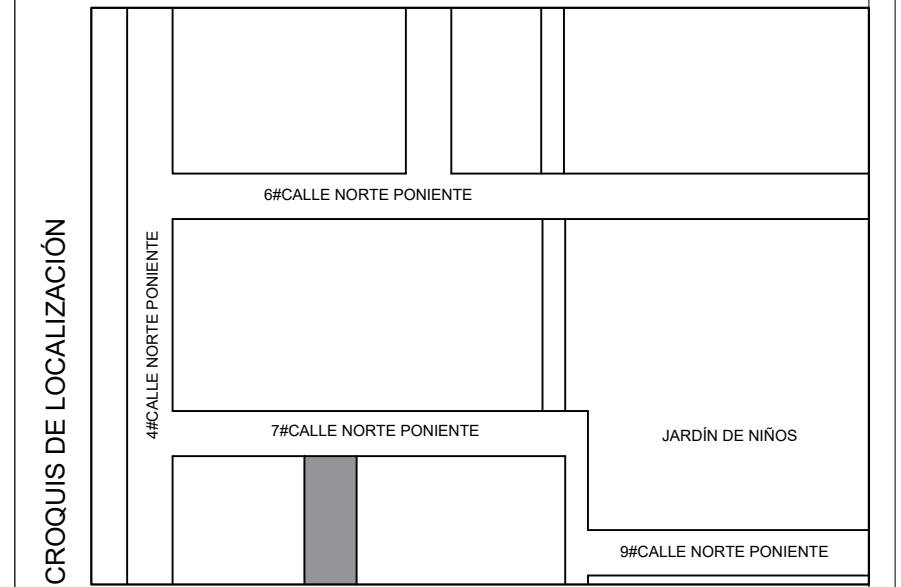 CROQUIS DE LOCALIZACIÓN
6#CALLE NORTE PONIENTE
4#CALLE NORTE PONIENTE
7#CALLE NORTE PONIENTE
JARDÍN DE NIÑOS
9#CALLE NORTE PONIENTE